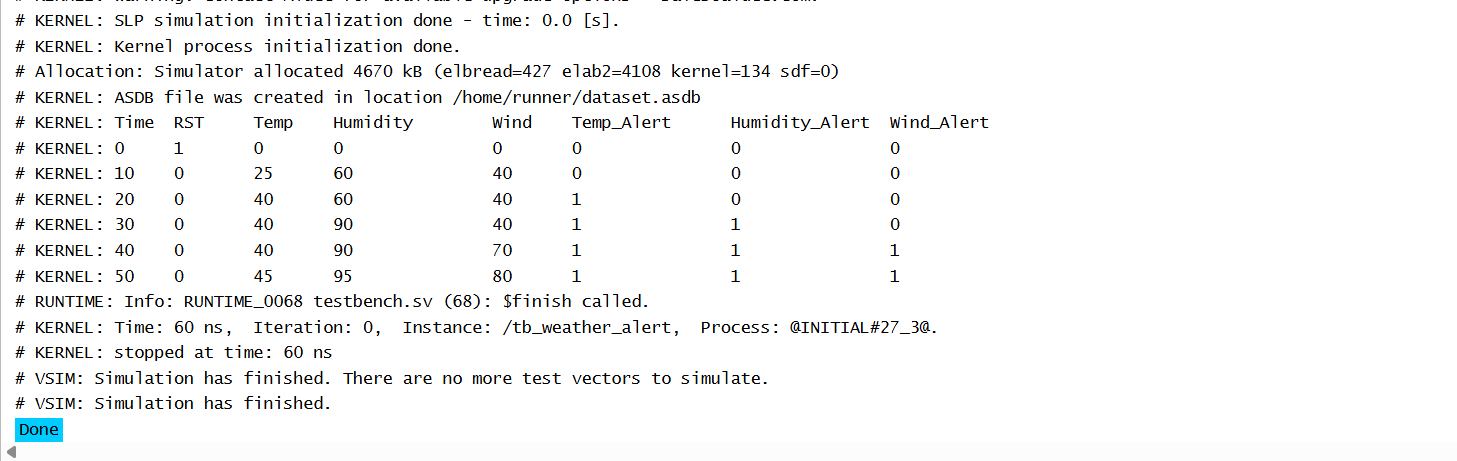 # KERNEL: SLP simulation initialization done - time: 0.0 [s].
# KERNEL: Kernel process initialization done.
# Allocation: Simulator allocated 4670 kB (elbread=427 elab2=4108 kernel=134 sdf=0)
# KERNEL: ASDB file was created in location /home/runner/dataset.asdb
# KERNEL: Time RST Temp Humidity Wind Temp_Alert Humidity_Alert Wind_Alert
# KERNEL: 0 1 0 0 0 0 0 0
# KERNEL: 10 0 25 60 40 0 0 0
# KERNEL: 20 0 40 60 40 1 0 0
# KERNEL: 30 0 40 90 40 1 1 0
# KERNEL: 40 0 40 90 70 1 1 1
# KERNEL: 50 0 45 95 80 1 1 1
# RUNTIME: Info: RUNTIME_0068 testbench.sv (68): $finish called.
# KERNEL: Time: 60 ns, Iteration: 0, Instance: /tb_weather_alert, Process: @INITIAL#27_3@.
# KERNEL: stopped at time: 60 ns
# VSIM: Simulation has finished. There are no more test vectors to simulate.
# VSIM: Simulation has finished.
Done